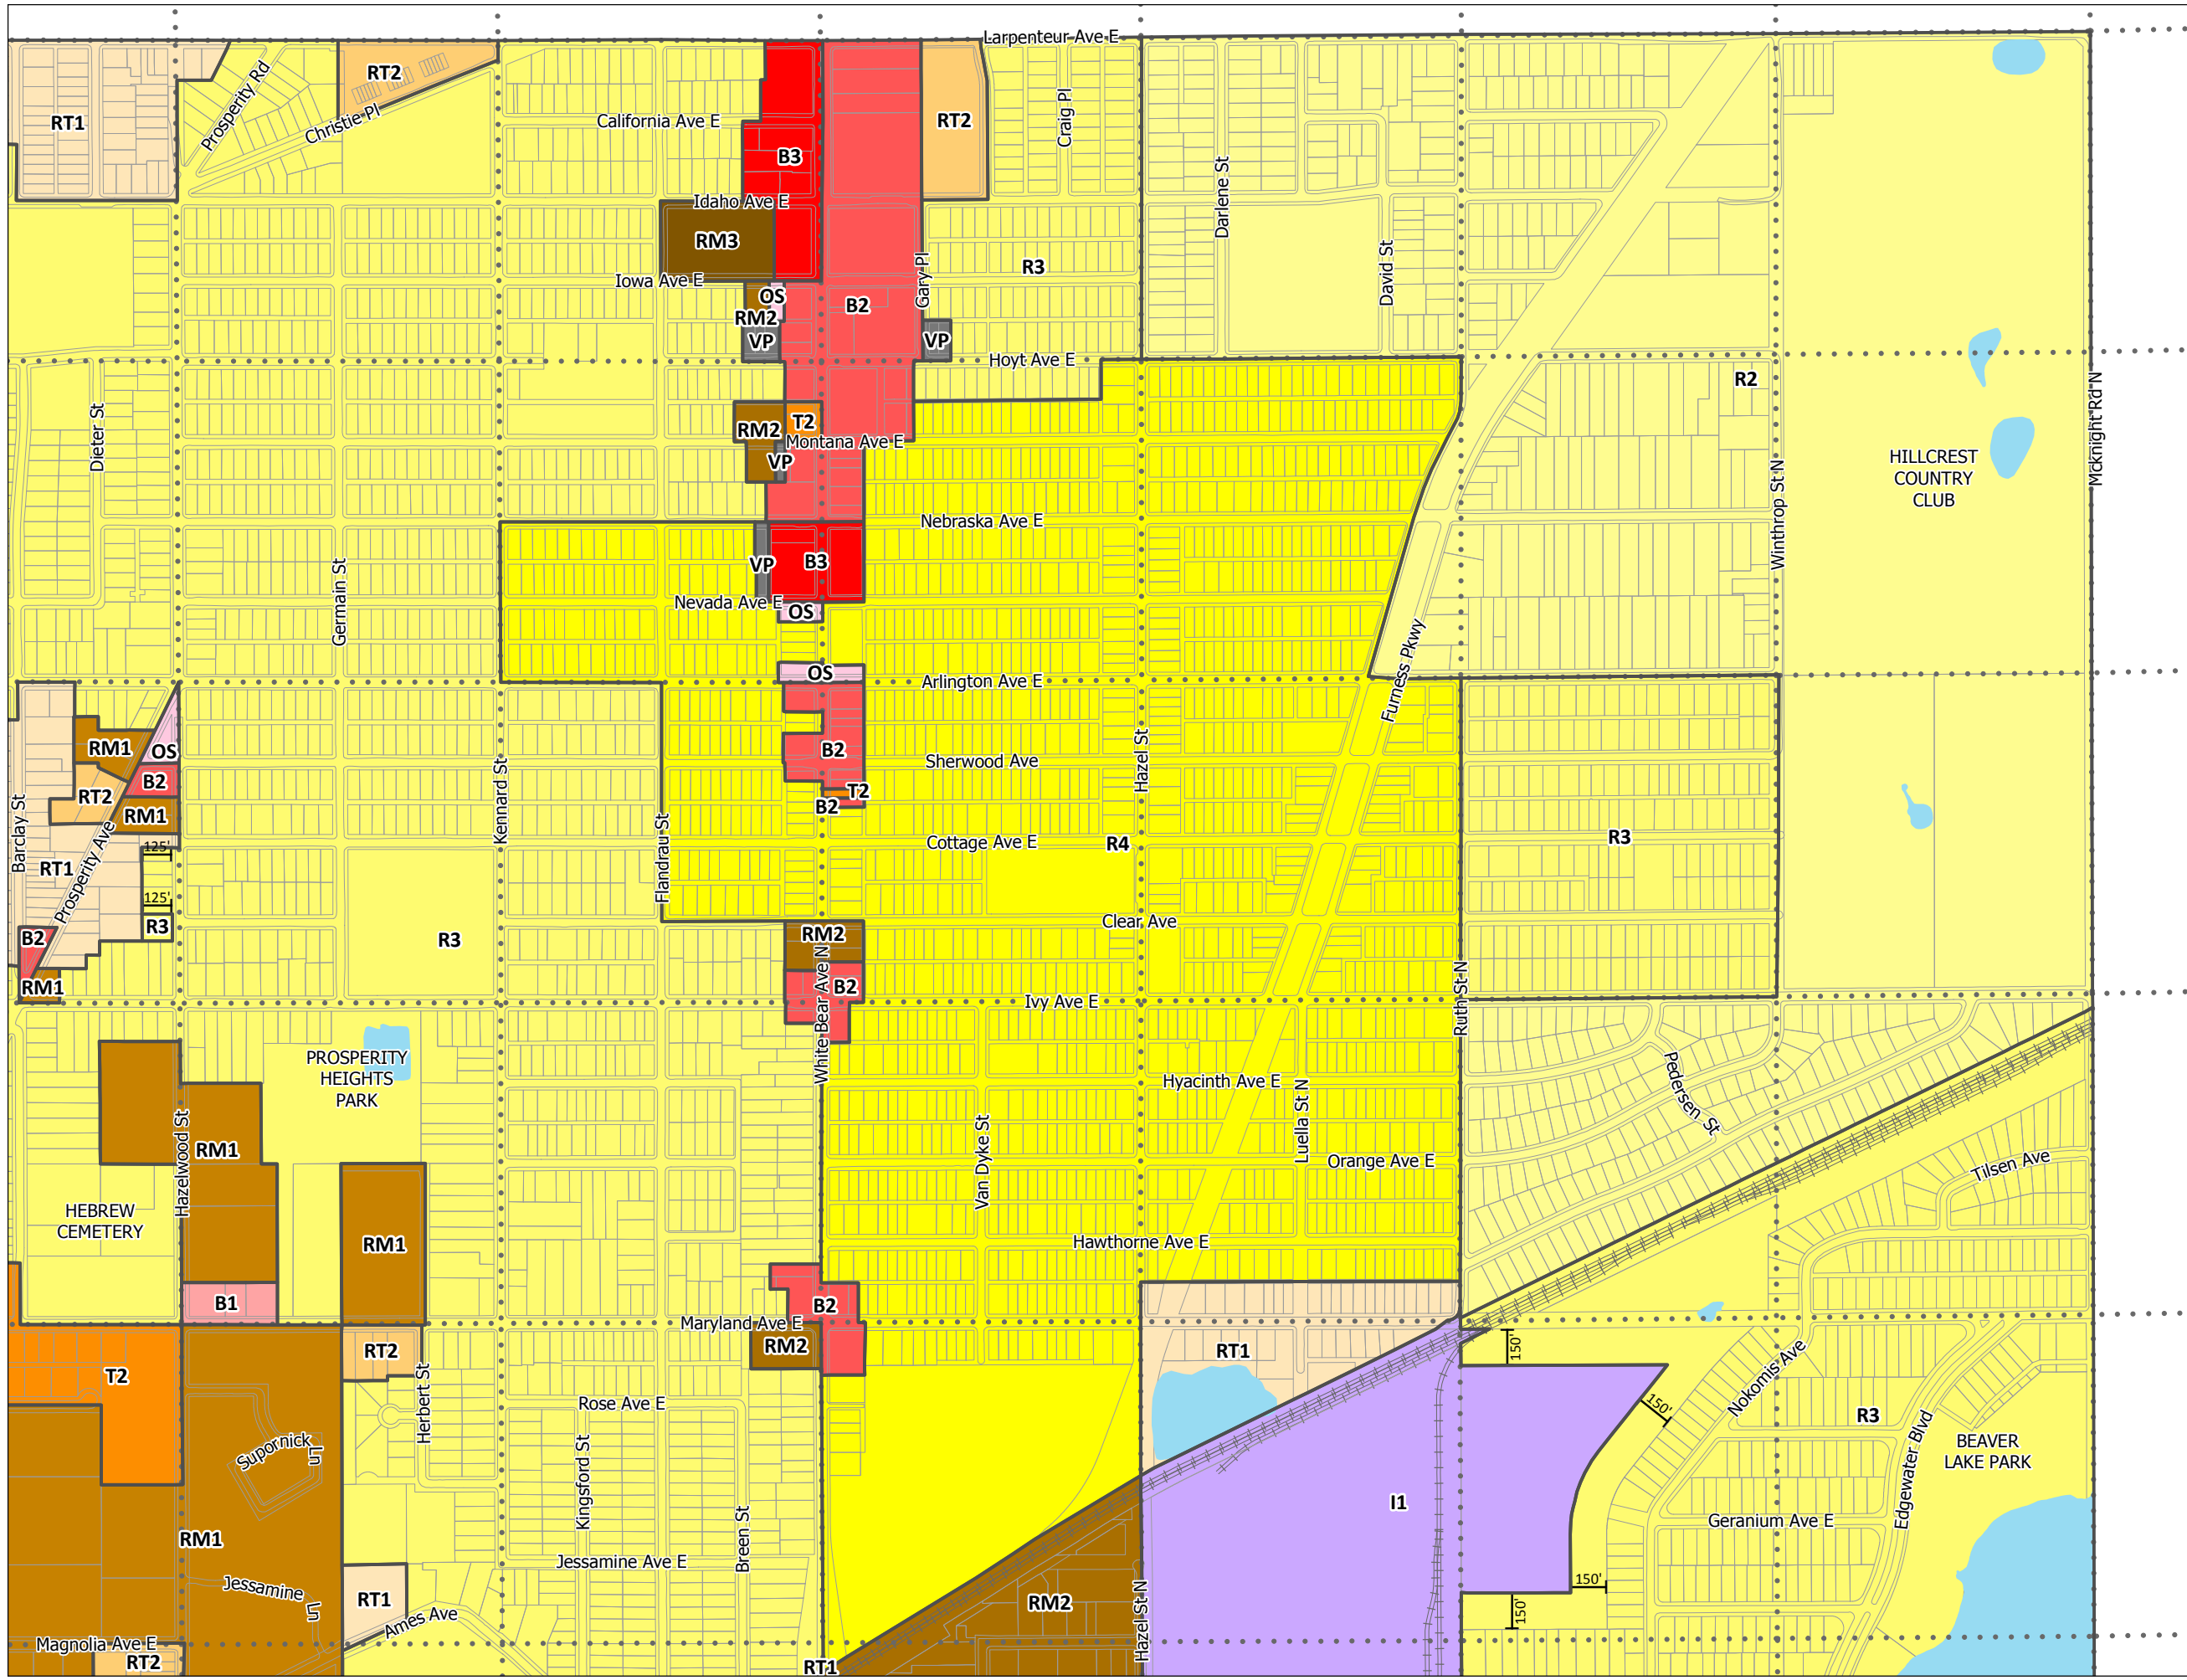 Larpenteur Ave E
RT2
Prosperity Rd
Christie Pl
RT1
California Ave E
B3
RT2
Craig Pl
Darlene St
Idaho Ave E
RM3
R3
Gary Pl
David St
Iowa Ave E
OS
B2
RM2
VP
VP
Hoyt Ave E
R2
Mcknight Rd N
Dieter St
RM2
T2
Montana Ave E
VP
HILLCREST
COUNTRY
CLUB
Winthrop St N
Nebraska Ave E
VP
B3
Germain St
Nevada Ave E
OS
Furness Pkwy
OS
Arlington Ave E
RM1
OS
B2
Sherwood Ave
Hazel St
B2
RT2
T2
B2
RM1
Kennard St
Barclay St
Flandrau St
R3
Cottage Ave E
R4
125'
RT1
Prosperity Ave
125'
R3
Clear Ave
B2
R3
RM2
RM1
B2
White Bear Ave N
Ruth St N
Ivy Ave E
PROSPERITY
HEIGHTS
PARK
Hyacinth Ave E
Pedersen St
Luella St N
Hazelwood St
RM1
Van Dyke St
Orange Ave E
Tilsen Ave
HEBREW
CEMETERY
RM1
Hawthorne Ave E
B1
B2
Maryland Ave E
RM2
RT2
RT1
150'
T2
Herbert St
Rose Ave E
150'
Nokomis Ave
R3
Edgewater Blvd
BEAVER
LAKE PARK
Supornick Ln
Kingsford St
I1
Geranium Ave E
RM1
Breen St
Jessamine Ave E
Jessamine Ln
RT1
RM2
Hazel St N
150'
150'
Ames Ave
Magnolia Ave E
RT2
RT1